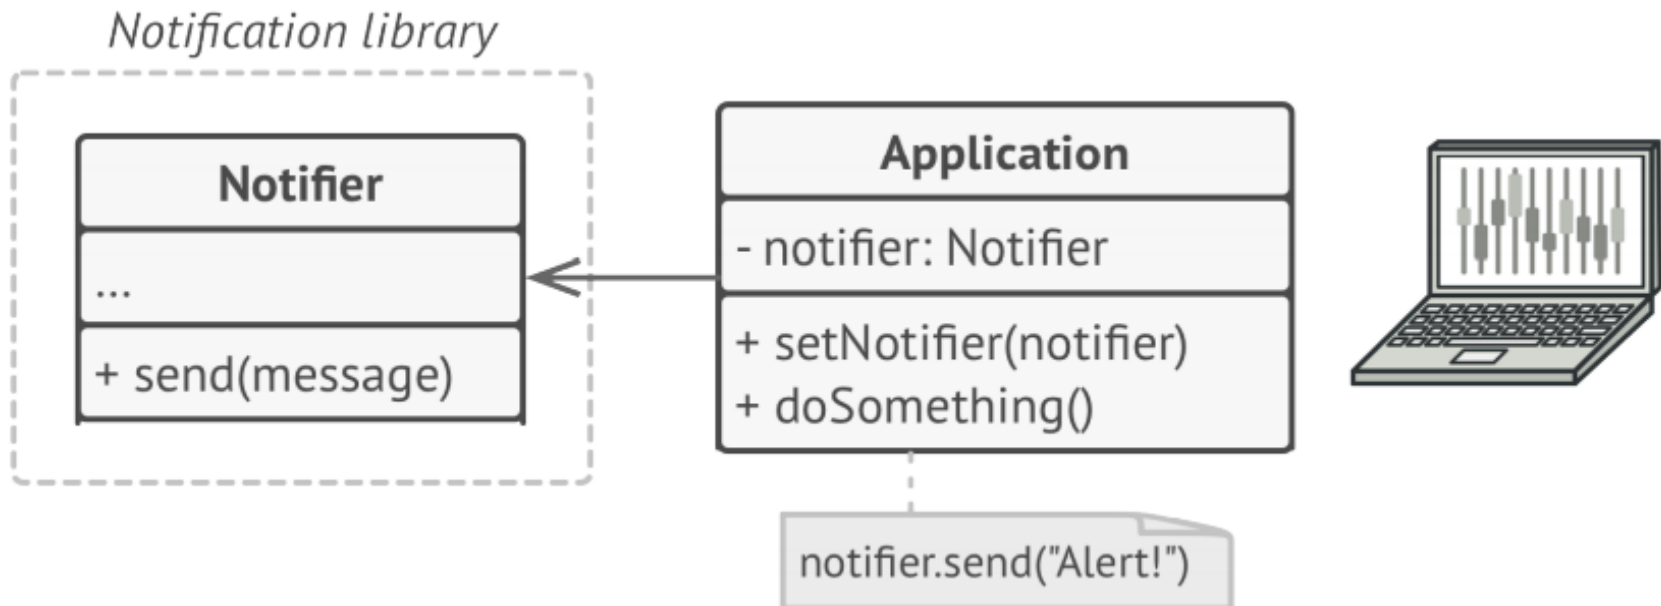 Notification library
Notifier
...
+ send(message)
Application
- notifier: Notifier
+ setNotifier(notifier)
+ doSomething()
notifier.send("Alert!")